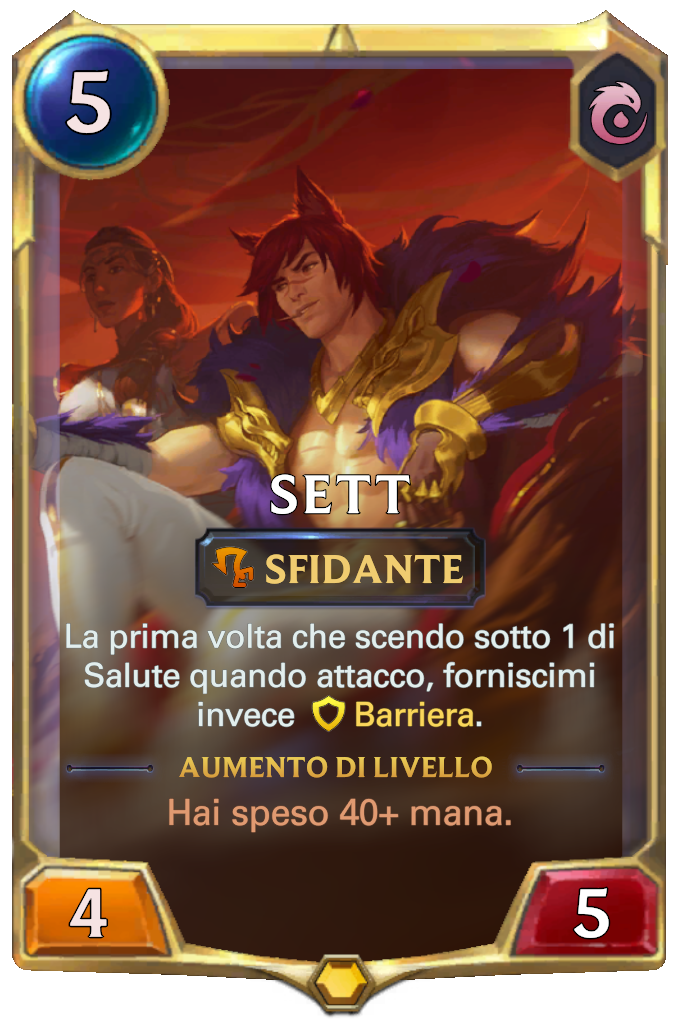 5
SETT
SFIDANTE
La prima volta che scendo sotto 1 di
Salute quando attacco, forniscimi
invece Barriera.
AUMENTO DI LIVELLO
Hai speso 40+ mana.
4
5